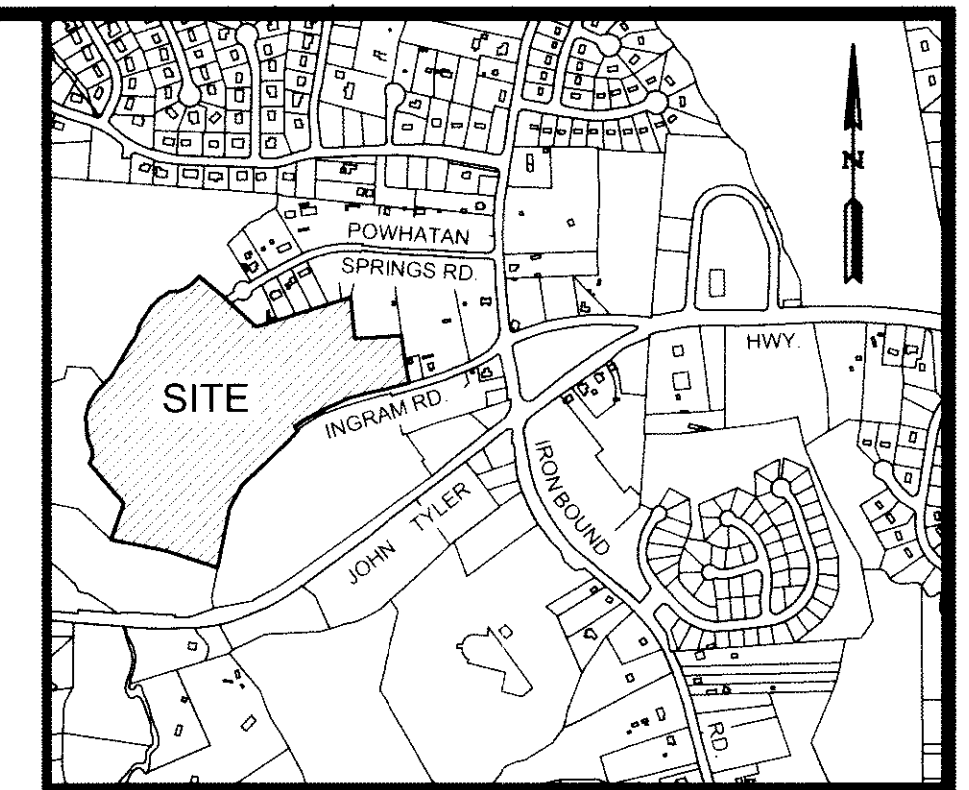 N
POWHATAN
SPRINGS RD.
HWY.
SITE
INGRAM RD.
IRONBOUND
JOHN TYLER
RD.